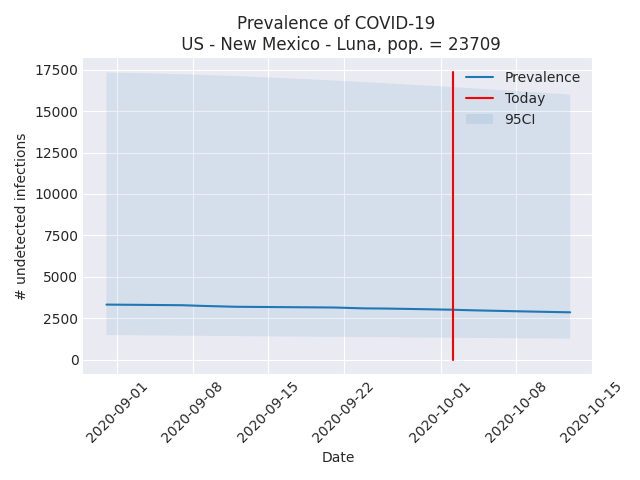 Prevalence of COVID-19
US - New Mexico - Luna, pop. = 23709
17500
15000
12500
10000
7500
5000
2500
0
# undetected infections
Prevalence
Today
95CI
2020-09-01
2020-09-08
2020-09-15
2020-09-22
2020-10-01
2020-10-08
2020-10-15
Date